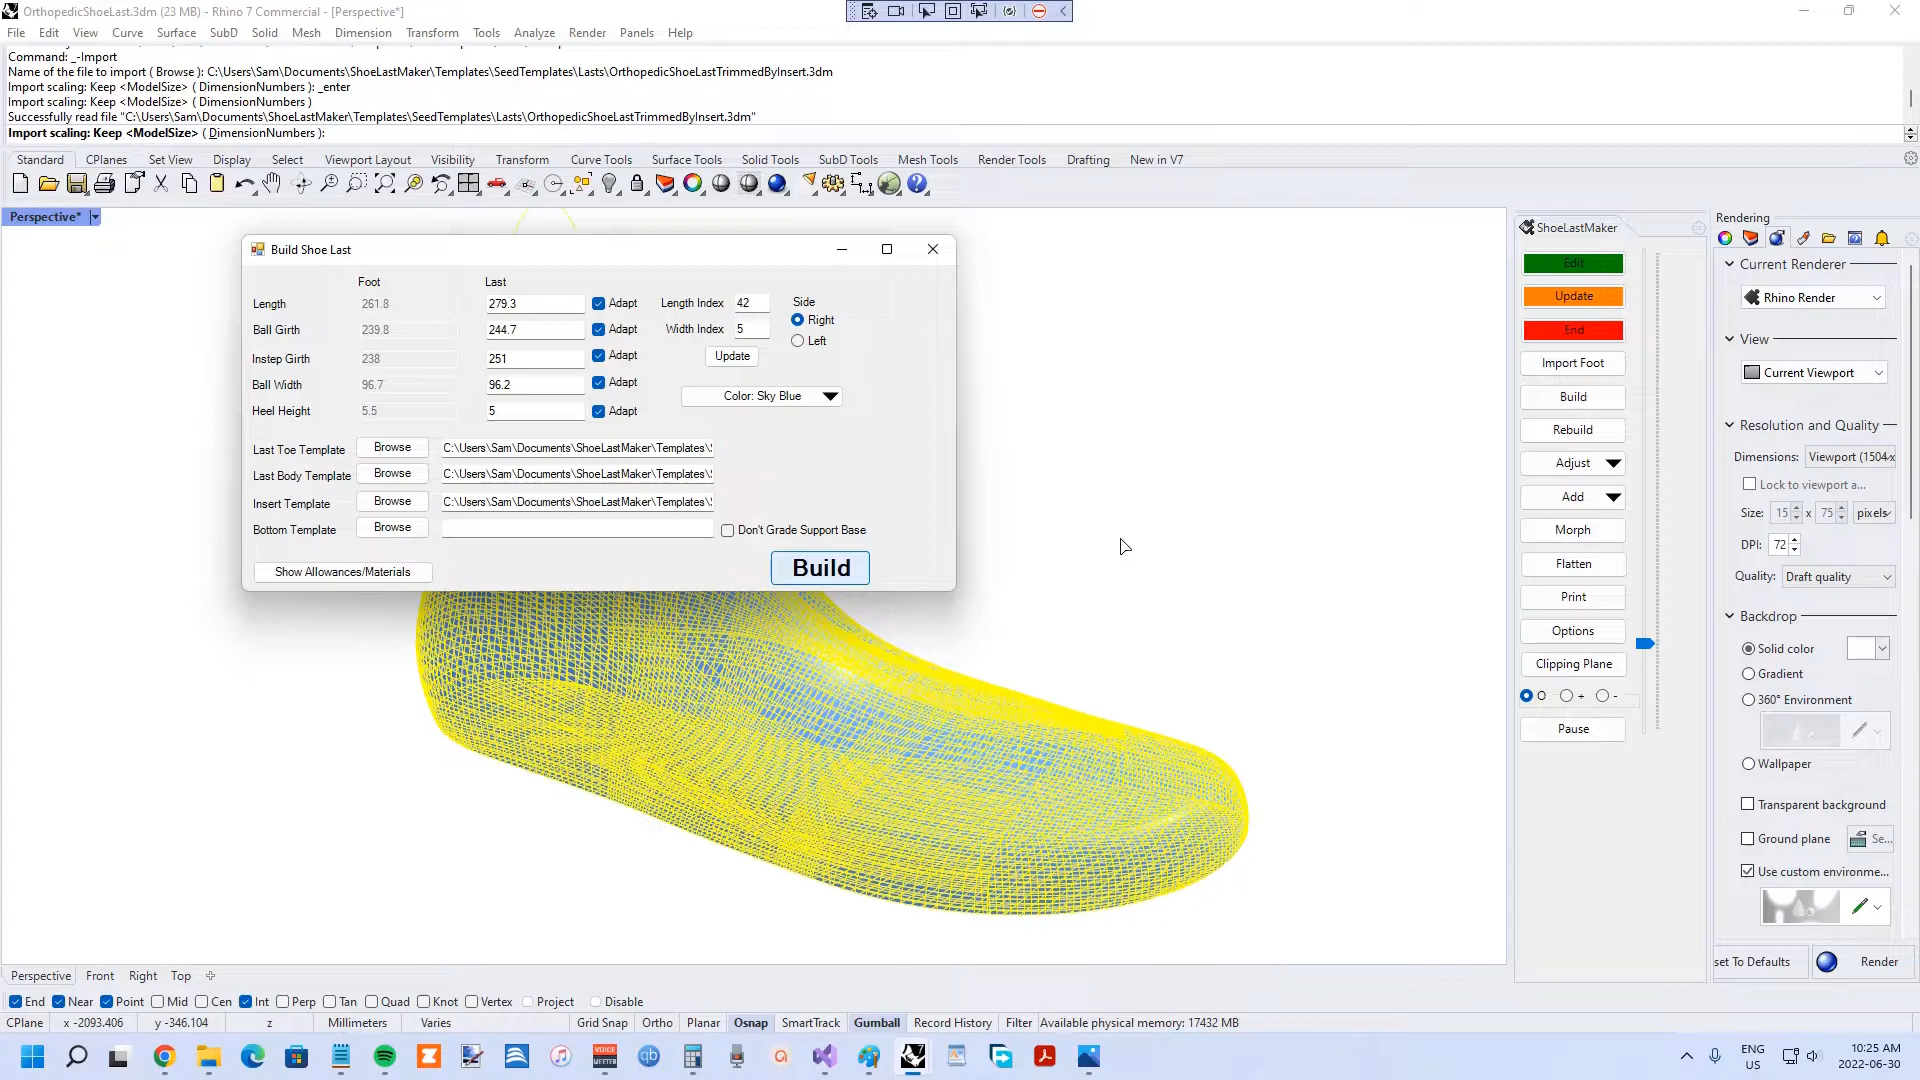 OrthopedicShoeLast.3dm (23 MB) - Rhino 7 Commercial - [Perspective*]
File Edit View Curve Surface SubD Solid Mesh Dimension Transform Tools Analyze Render Panels Help
Command: _-Import
Name of the file to import ( Browse ): C:\Users\Sam\Documents\ShoeLastMaker\Templates\SeedTemplates\Lasts\OrthopedicShoeLastTrimmedByInsert.3dm
Import scaling: Keep <ModelSize> ( DimensionNumbers ): _enter
Import scaling: Keep <ModelSize> ( DimensionNumbers )
Successfully read file "C:\Users\Sam\Documents\ShoeLastMaker\Templates\SeedTemplates\Lasts\OrthopedicShoeLastTrimmedByInsert.3dm"
Import scaling: Keep <ModelSize> ( DimensionNumbers ):
Standard CPlanes Set View Display Select Viewport Layout Visibility Transform Curve Tools Surface Tools Solid Tools SubD Tools Mesh Tools Render Tools Drafting New in V7
Perspective*
Build Shoe Last
Foot Last
Length 261.8 279.3 Adapt Length Index 42 Side
Right
Ball Girth 239.8 244.7 Adapt Width Index 5
Left
Instep Girth 238 251 Adapt Update
Ball Width 96.7 96.2 Adapt
Color: Sky Blue
Heel Height 5.5 5 Adapt
Last Toe Template Browse C:\Users\Sam\Documents\ShoeLastMaker\Templates\
Last Body Template Browse C:\Users\Sam\Documents\ShoeLastMaker\Templates\
Insert Template Browse C:\Users\Sam\Documents\ShoeLastMaker\Templates\
Bottom Template Browse Don't Grade Support Base
Show Allowances/Materials Build
ShoeLastMaker
Edit
Update
End
Import Foot
Build
Rebuild
Adjust
Add
Morph
Flatten
Print
Options
Clipping Plane
O + -
Pause
Rendering
Current Renderer
Rhino Render
View
Current Viewport
Resolution and Quality
Dimensions: Viewport (1504 x
Lock to viewport a...
Size: 15 x 75 pixels
DPI: 72
Quality: Draft quality
Backdrop
Solid color
Gradient
360° Environment
Wallpaper
Transparent background
Ground plane Se...
Use custom environme...
set To Defaults Render
Perspective Front Right Top
End Near Point Mid Cen Int Perp Tan Quad Knot Vertex Project Disable
CPlane x -2093.406 y -346.104 z Millimeters Varies Grid Snap Ortho Planar Osnap SmartTrack Gumball Record History Filter Available physical memory: 17432 MB
VOICE MEETER qb
ENG
US
10:25 AM
2022-06-30